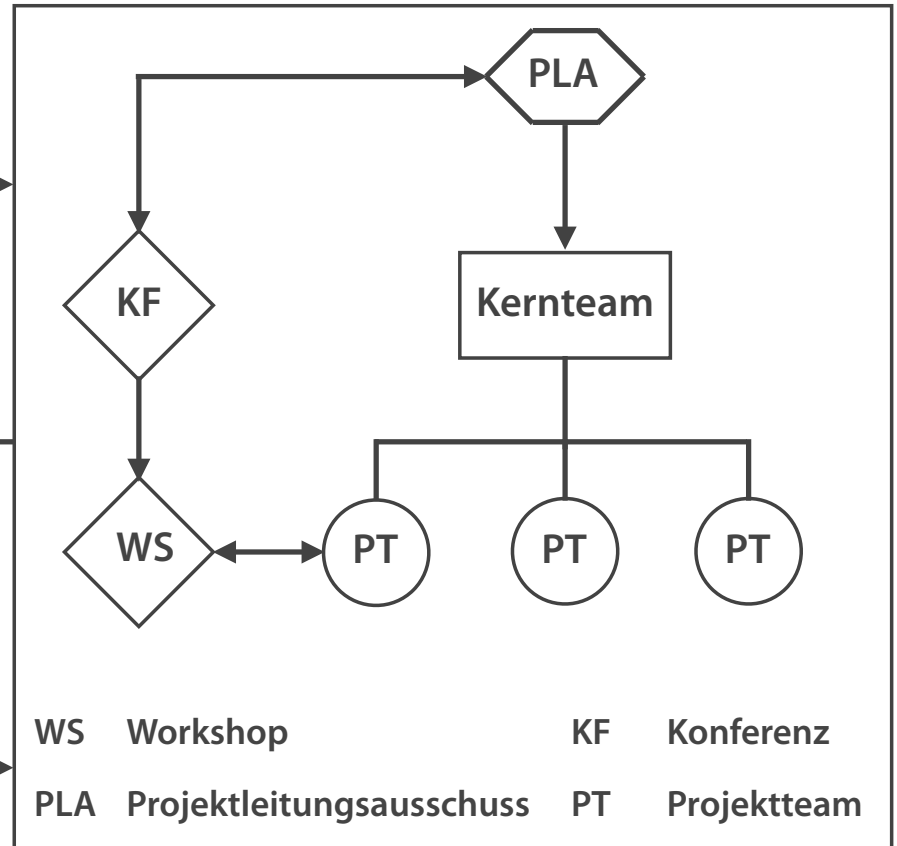 PLA
KF
Kernteam
WS
PT
PT
PT
WS Workshop KF Konferenz
PLA Projektleitungsausschuss PT Projektteam